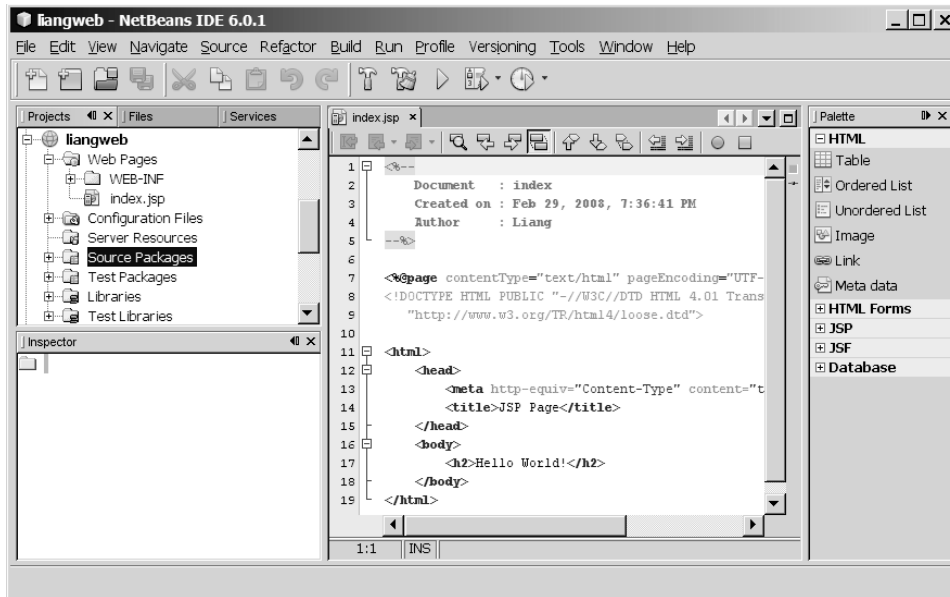 liangweb - NetBeans IDE 6.0.1
File Edit View Navigate Source Refactor Build Run Profile Versioning Tools Window Help
Projects Files Services
liangweb
Web Pages
WEB-INF
index.jsp
Configuration Files
Server Resources
Source Packages
Test Packages
Libraries
Test Libraries
Inspector
index.jsp
1 <%--
2 Document : index
3 Created on : Feb 29, 2008, 7:36:41 PM
4 Author : Liang
5 --%>
6
7 <%@page contentType="text/html" pageEncoding="UTF-
8 <!DOCTYPE HTML PUBLIC "-//W3C//DTD HTML 4.01 Trans
9 "http://www.w3.org/TR/html4/loose.dtd">
10
11 <html>
12 <head>
13 <meta http-equiv="Content-Type" content="t
14 <title>JSP Page</title>
15 </head>
16 <body>
17 <h2>Hello World!</h2>
18 </body>
19 </html>
1:1 INS
Palette
HTML
Table
Ordered List
Unordered List
Image
Link
Meta data
HTML Forms
JSP
JSF
Database